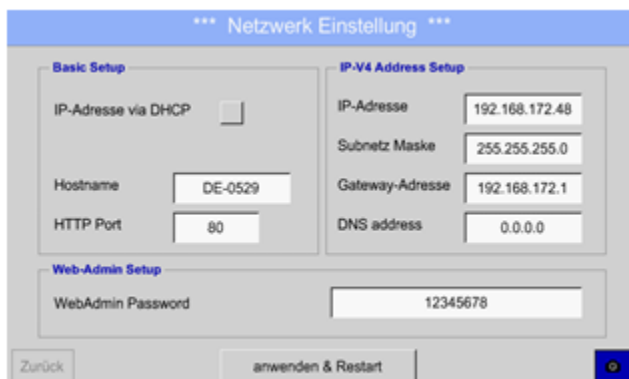 *** Netzwerk Einstellung ***
Basic Setup
IP-Adresse via DHCP
Hostname DE-0529
HTTP Port 80
IP-V4 Address Setup
IP-Adresse 192.168.172.48
Subnetz Maske 255.255.255.0
Gateway-Adresse 192.168.172.1
DNS address 0.0.0.0
Web-Admin Setup
WebAdmin Password 12345678
Zurück anwenden & Restart